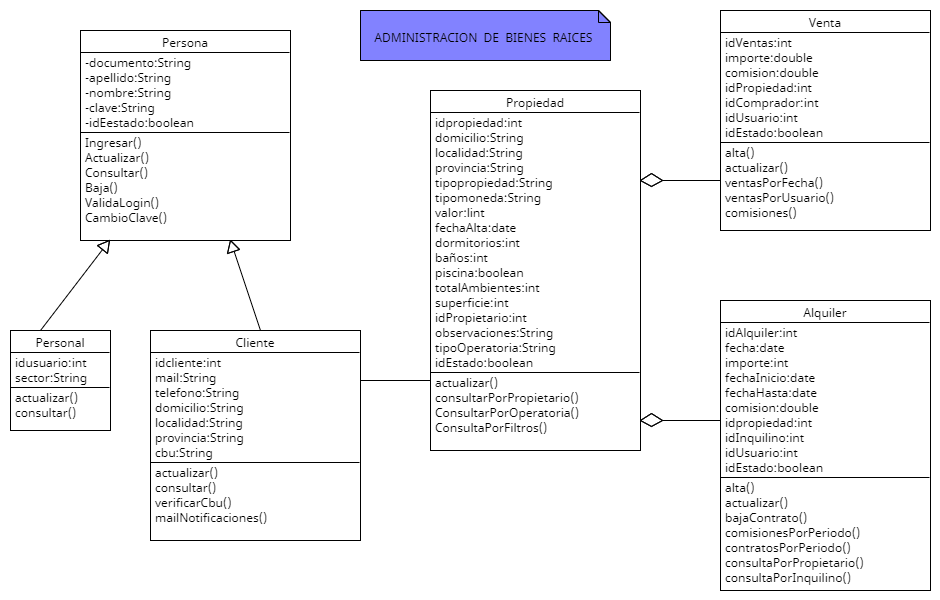 ADMINISTRACION DE BIENES RAICES
Persona
-documento:String
-apellido:String
-nombre:String
-clave:String
-idEestado:boolean
Ingresar()
Actualizar()
Consultar()
Baja()
ValidaLogin()
CambioClave()
Personal
idusuario:int
sector:String
actualizar()
consultar()
Cliente
idcliente:int
mail:String
telefono:String
domicilio:String
localidad:String
provincia:String
cbu:String
actualizar()
consultar()
verificarCbu()
mailNotificaciones()
Propiedad
idpropiedad:int
domicilio:String
localidad:String
provincia:String
tipopropiedad:String
tipomoneda:String
valor:Iint
fechaAlta:date
dormitorios:int
baños:int
piscina:boolean
totalAmbientes:int
superficie:int
idPropietario:int
observaciones:String
tipoOperatoria:String
idEstado:boolean
actualizar()
consultarPorPropietario()
ConsultarPorOperatoria()
ConsultaPorFiltros()
Venta
idVentas:int
importe:double
comision:double
idPropiedad:int
idComprador:int
idUsuario:int
idEstado:boolean
alta()
actualizar()
ventasPorFecha()
ventasPorUsuario()
comisiones()
Alquiler
idAlquiler:int
fecha:date
importe:int
fechaInicio:date
fechaHasta:date
comision:double
idpropiedad:int
idInquilino:int
idUsuario:int
idEstado:boolean
alta()
actualizar()
bajaContrato()
comisionesPorPeriodo()
contratosPorPeriodo()
consultaPorPropietario()
consultaPorInquilino()